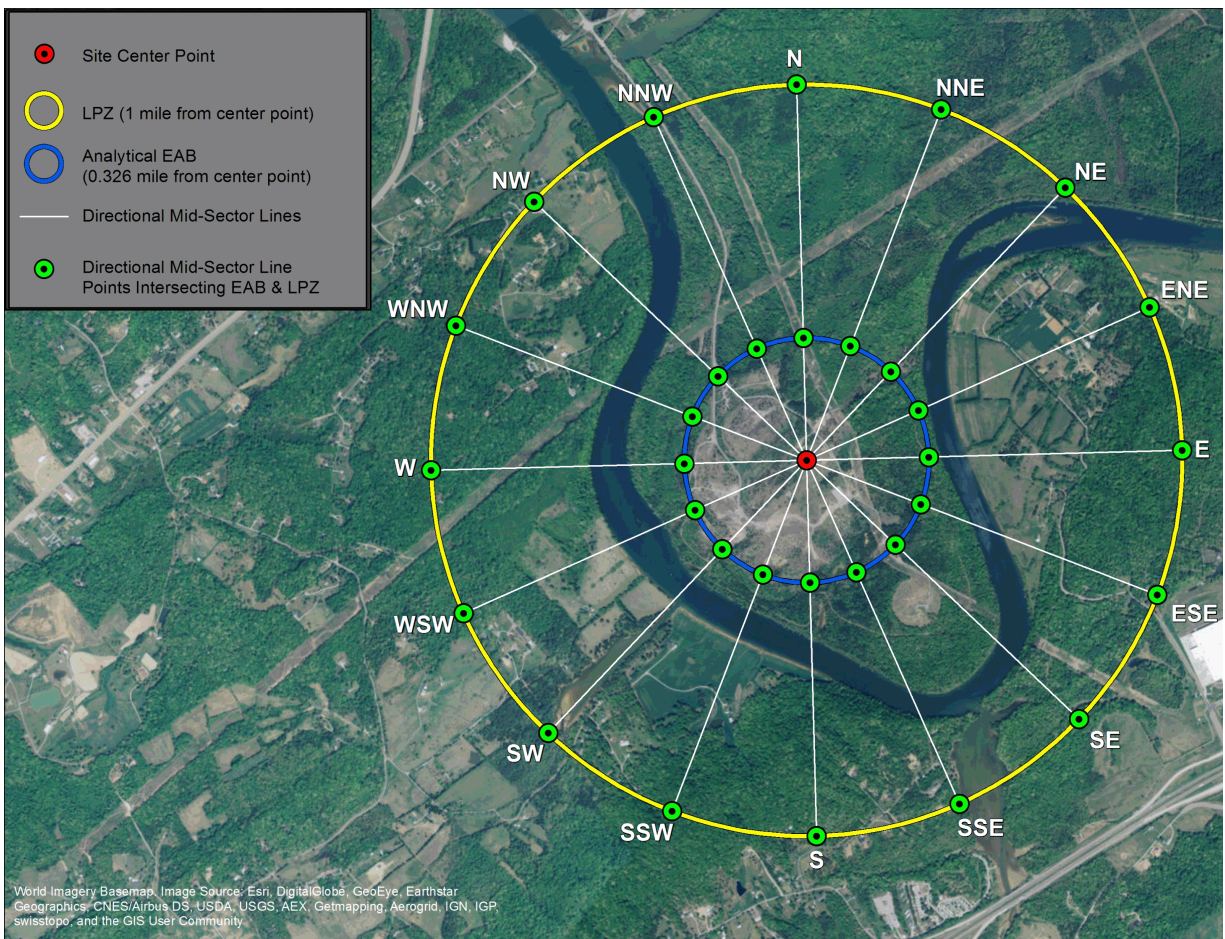 Site Center Point
LPZ (1 mile from center point)
Analytical EAB
(0.326 mile from center point)
Directional Mid-Sector Lines
Directional Mid-Sector Line
Points Intersecting EAB & LPZ
N
NNW
NNE
NE
NW
ENE
WNW
E
W
ESE
WSW
SE
SW
SSE
SSW
S
World Imagery Basemap. Image Source: Esri, DigitalGlobe, GeoEye, Earthstar
Geographics, CNES/Airbus DS, USDA, USGS, AEX, Getmapping, Aerogrid, IGN, IGP,
swisstopo, and the GIS User Community